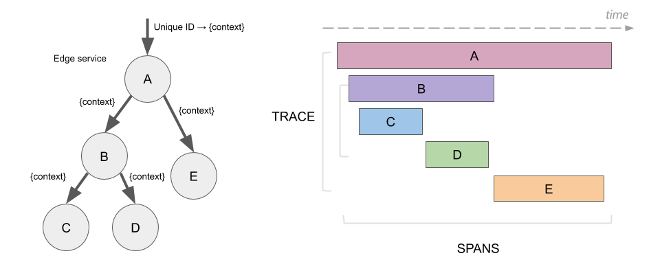 Unique ID → {context}
Edge service
A
{context}
{context}
B
E
{context}
{context}
C
D
time
TRACE
A
B
C
D
E
SPANS